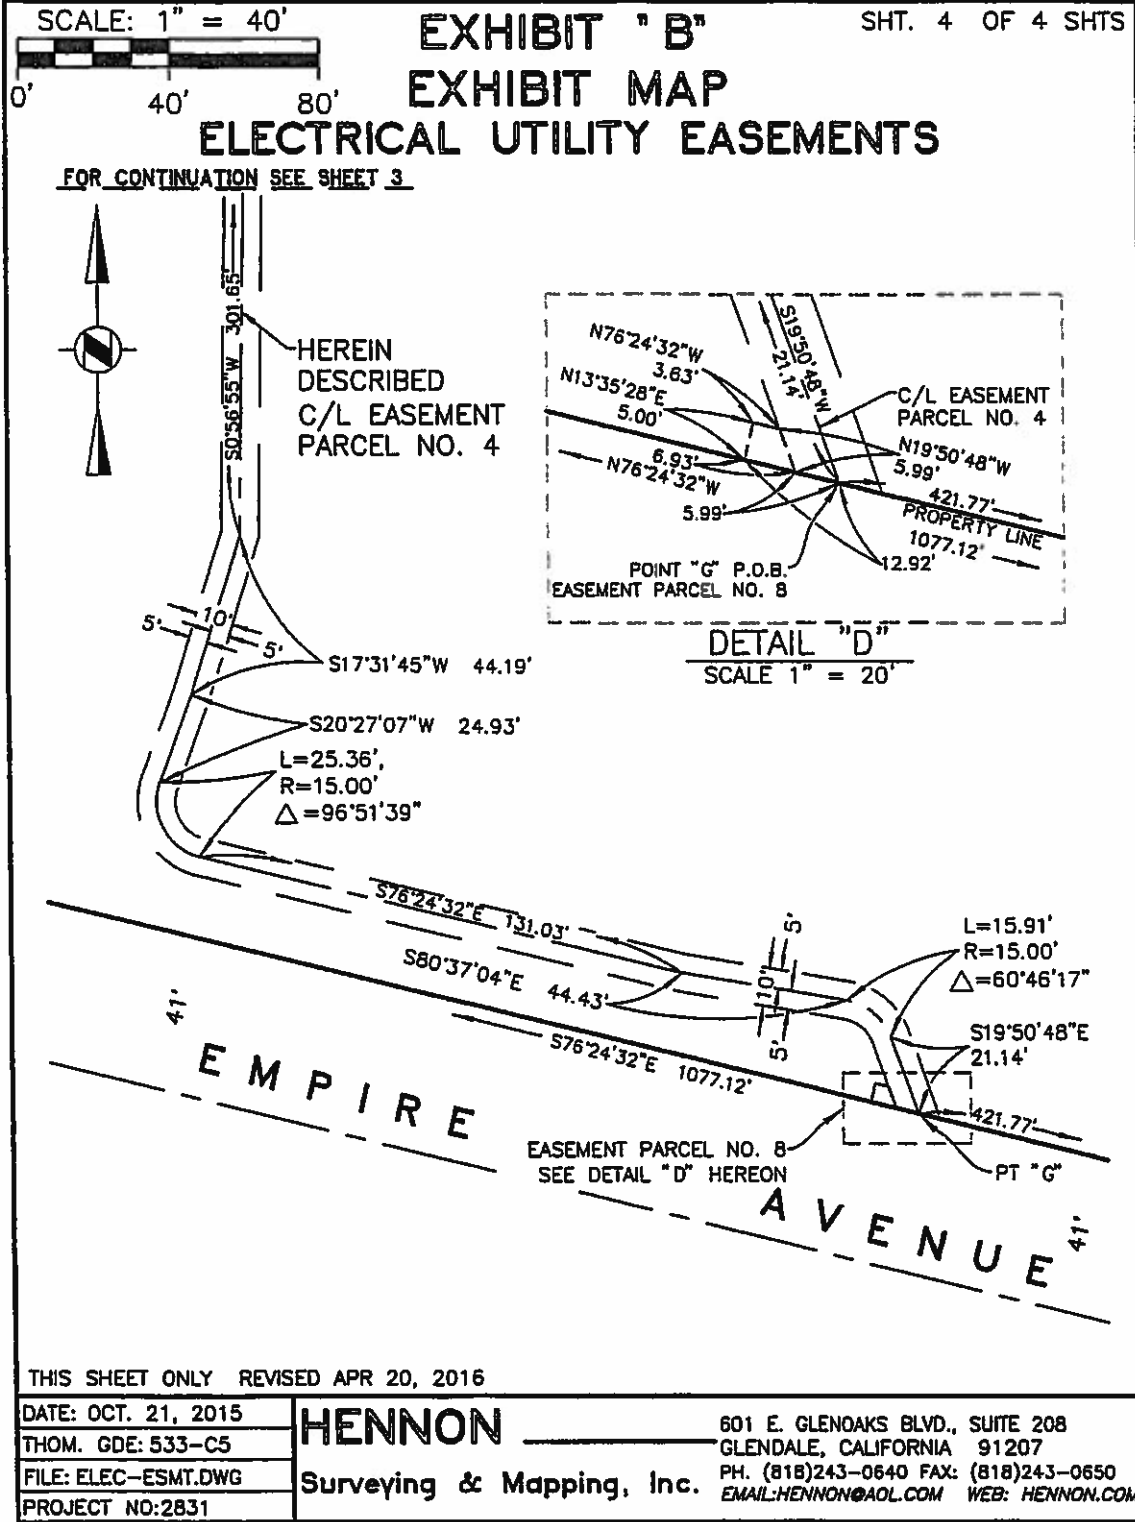 SCALE: 1" = 40'
0' 40' 80'
EXHIBIT "B"
SHT. 4 OF 4 SHTS
EXHIBIT MAP
ELECTRICAL UTILITY EASEMENTS
FOR CONTINUATION SEE SHEET 3
S0°56'55"W 301.65'
HEREIN
DESCRIBED
C/L EASEMENT
PARCEL NO. 4
N76°24'32"W
3.63'
N13°35'28"E
5.00'
S19°50'48"W
21.14'
C/L EASEMENT
PARCEL NO. 4
N19°50'48"W
5.99'
6.93'
N76°24'32"W
5.99'
421.77'
PROPERTY LINE
1077.12'
12.92'
POINT "G" P.O.B.
EASEMENT PARCEL NO. 8
DETAIL "D"
SCALE 1" = 20'
5' 10' 5'
S17°31'45"W 44.19'
S20°27'07"W 24.93'
L=25.36',
R=15.00'
△=96°51'39"
S76°24'32"E 131.03'
S80°37'04"E 44.43'
5' 10' 5'
L=15.91'
R=15.00'
△=60°46'17"
S19°50'48"E
21.14'
S76°24'32"E 1077.12'
421.77'
41'
EMPIRE
EASEMENT PARCEL NO. 8
SEE DETAIL "D" HEREON
PT "G"
AVENUE
41'
THIS SHEET ONLY REVISED APR 20, 2016
DATE: OCT. 21, 2015
THOM. GDE: 533-C5
FILE: ELEC-ESMT.DWG
PROJECT NO:2831
HENNON
Surveying & Mapping, Inc.
601 E. GLENOAKS BLVD., SUITE 208
GLENDALE, CALIFORNIA 91207
PH. (818)243-0640 FAX: (818)243-0650
EMAIL:HENNON@AOL.COM WEB: HENNON.COM